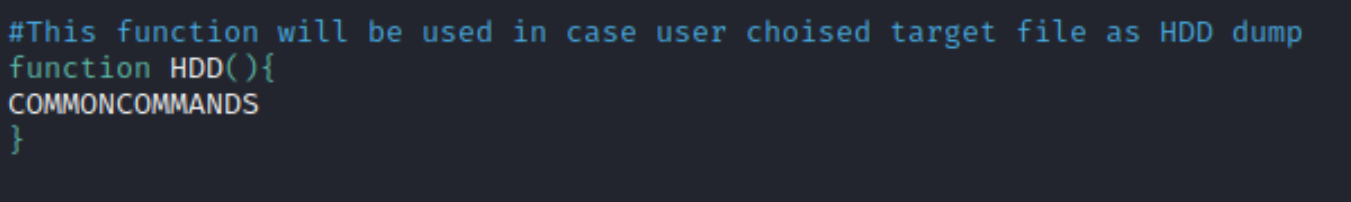 #This function will be used in case user choised target file as HDD dump
function HDD(){
COMMONCOMMANDS
}